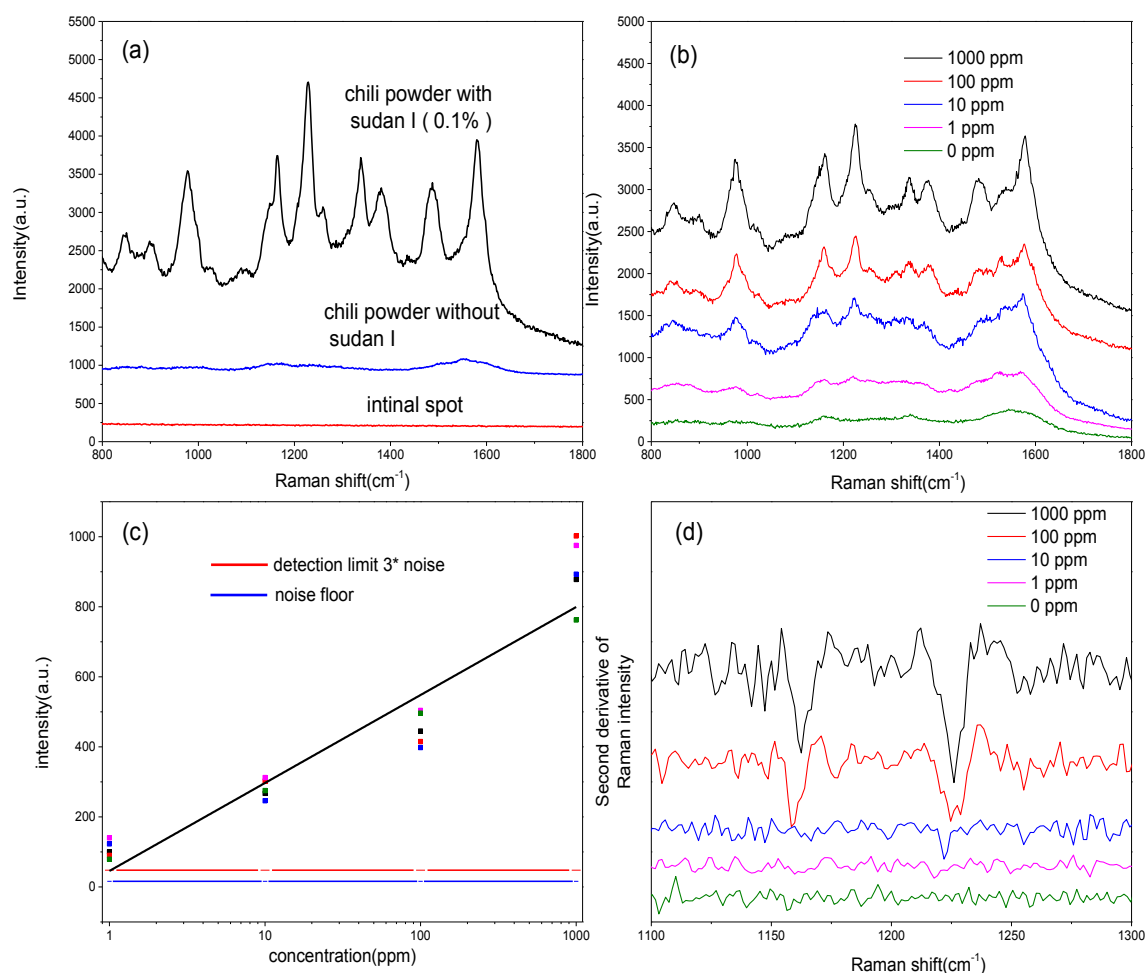 (a)
chili powder with
sudan I ( 0.1% )
chili powder without
sudan I
intinal spot
5500
5000
4500
4000
3500
3000
2500
2000
1500
1000
500
0
Intensity(a.u.)
800 1000 1200 1400 1600 1800
Raman shift(cm-1)
(b)
1000 ppm
100 ppm
10 ppm
1 ppm
0 ppm
5000
4500
4000
3500
3000
2500
2000
1500
1000
500
0
Intensity(a.u.)
800 1000 1200 1400 1600 1800
Raman shift(cm-1)
(c)
detection limit 3* noise
noise floor
1000
800
600
400
200
0
intensity(a.u.)
1 10 100 1000
concentration(ppm)
(d)
1000 ppm
100 ppm
10 ppm
1 ppm
0 ppm
Second derivative of
Raman intensity
1100 1150 1200 1250 1300
Raman shift(cm-1)